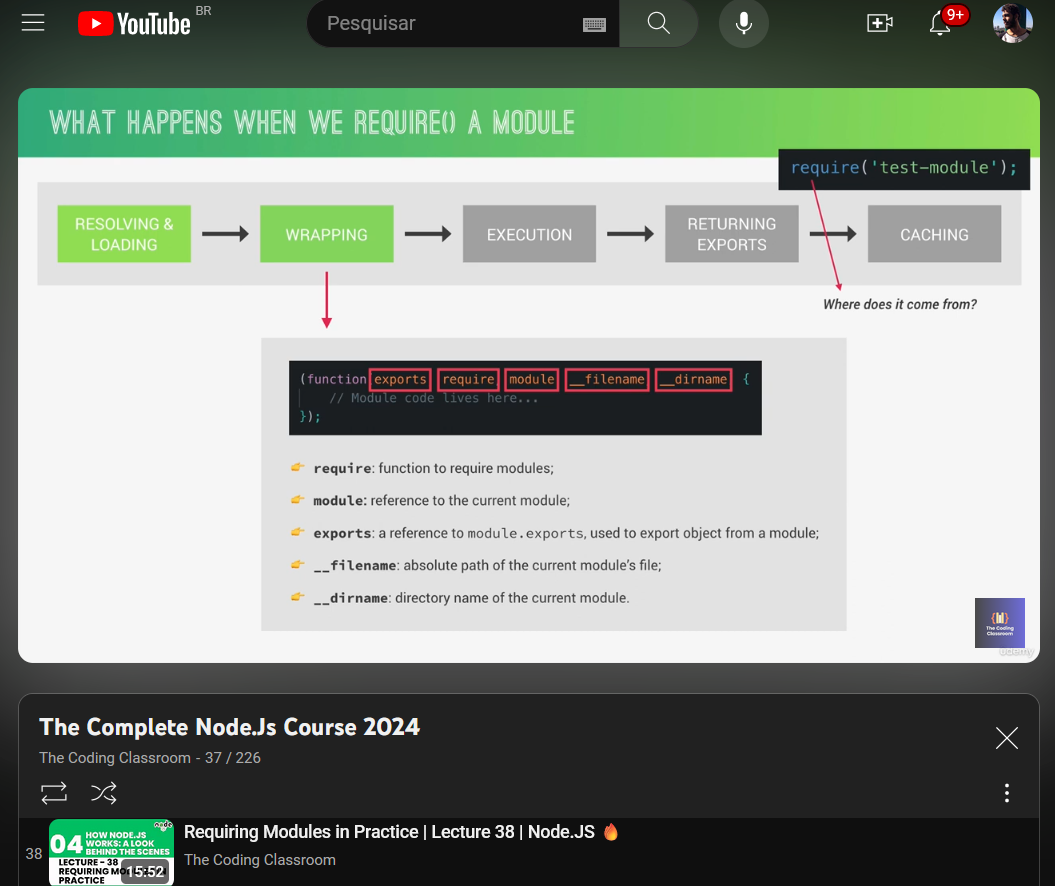 YouTube BR
Pesquisar
9+
WHAT HAPPENS WHEN WE REQUIRE() A MODULE
require('test-module');
RESOLVING &
LOADING
WRAPPING
EXECUTION
RETURNING
EXPORTS
CACHING
Where does it come from?
(function exports require module __filename __dirname {
// Module code lives here...
});
👉 require: function to require modules;
👉 module: reference to the current module;
👉 exports: a reference to module.exports, used to export object from a module;
👉 __filename: absolute path of the current module's file;
👉 __dirname: directory name of the current module.
The Coding
Classroom
udemy
The Complete Node.Js Course 2024
The Coding Classroom - 37 / 226
38
node
04
HOW NODE.JS
WORKS: A LOOK
BEHIND THE SCENES
LECTURE - 38
REQUIRING
PRACTICE
15:52
Requiring Modules in Practice | Lecture 38 | Node.JS 🔥
The Coding Classroom